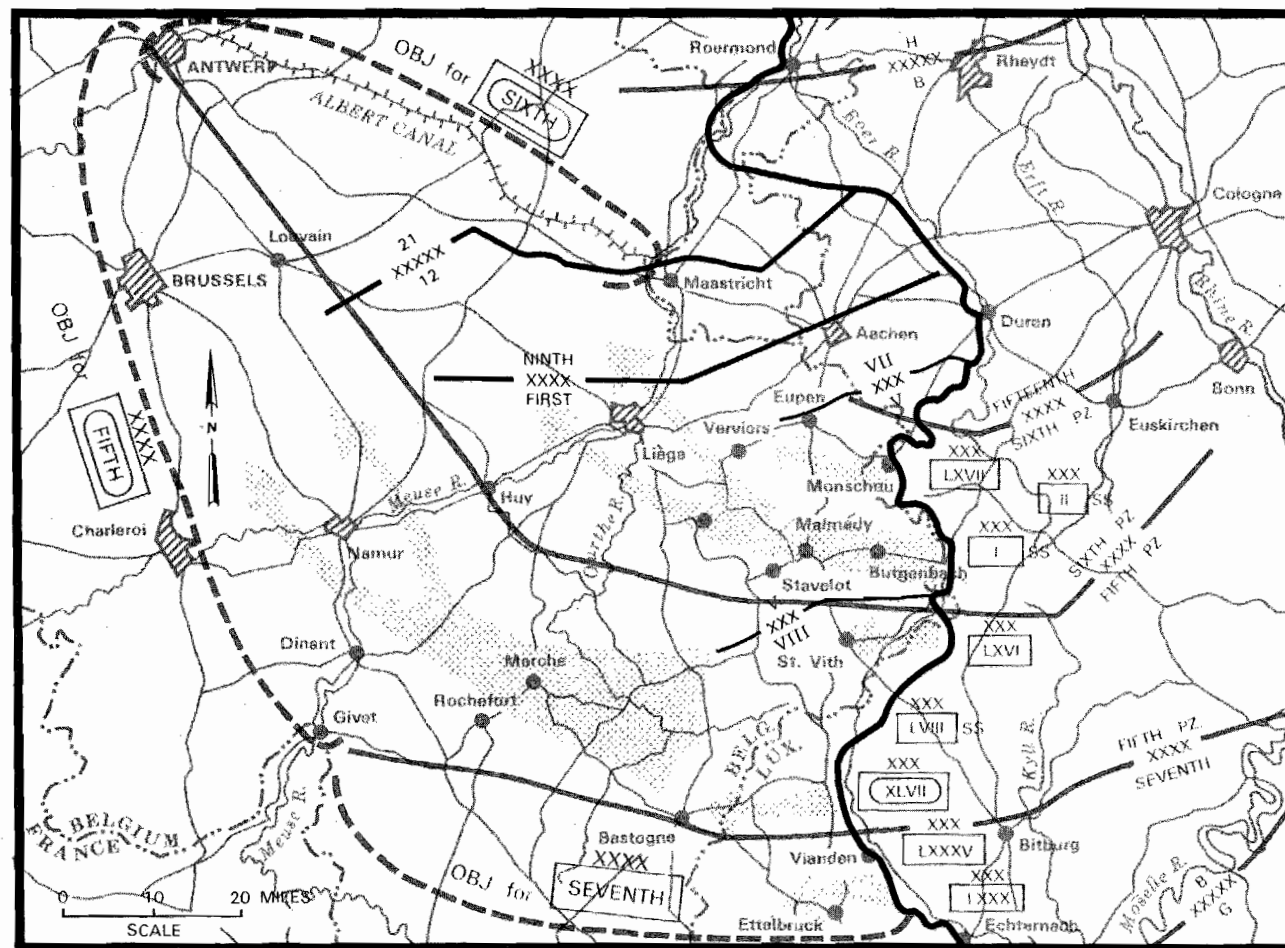 ANTWERP
OBJ for
XXXX
SIXTH
ALBERT CANAL
Roermond
H
XXXXX
B
Rheydt
Roer R.
Erft R.
Cologne
Louvain
BRUSSELS
21
XXXXX
12
Maastricht
Rhine R.
OBJ for
XXXX
FIFTH
N
NINTH
XXXX
FIRST
Aachen
Duren
Bonn
VII
XXX
V
Eupen
FIFTEENTH
XXXX
SIXTH PZ
Euskirchen
Verviers
Liège
Meuse R.
Huy
Ourthe R.
Monschau
XXX
LXVII
XXX
II SS
Charleroi
Namur
Malmedy
XXX
I SS
SIXTH PZ
XXXX
FIFTH PZ
Stavelot
Butgenbach
V
XXX
VIII
XXX
LXVI
St. Vith
Dinant
Marche
Rochefort
Givet
XXX
LVIII SS
Kyll R.
BELG
LUX.
XXX
XLVII
FIFTH PZ
XXXX
SEVENTH
BELGIUM
FRANCE
Meuse R.
Bastogne
XXXX
SEVENTH
OBJ for
XXX
LXXXV
Vianden
Bitburg
XXX
LXXX
Ettelbruck
Echternach
Moselle R.
B
XXXXX
G
0 10 20 MILES
SCALE